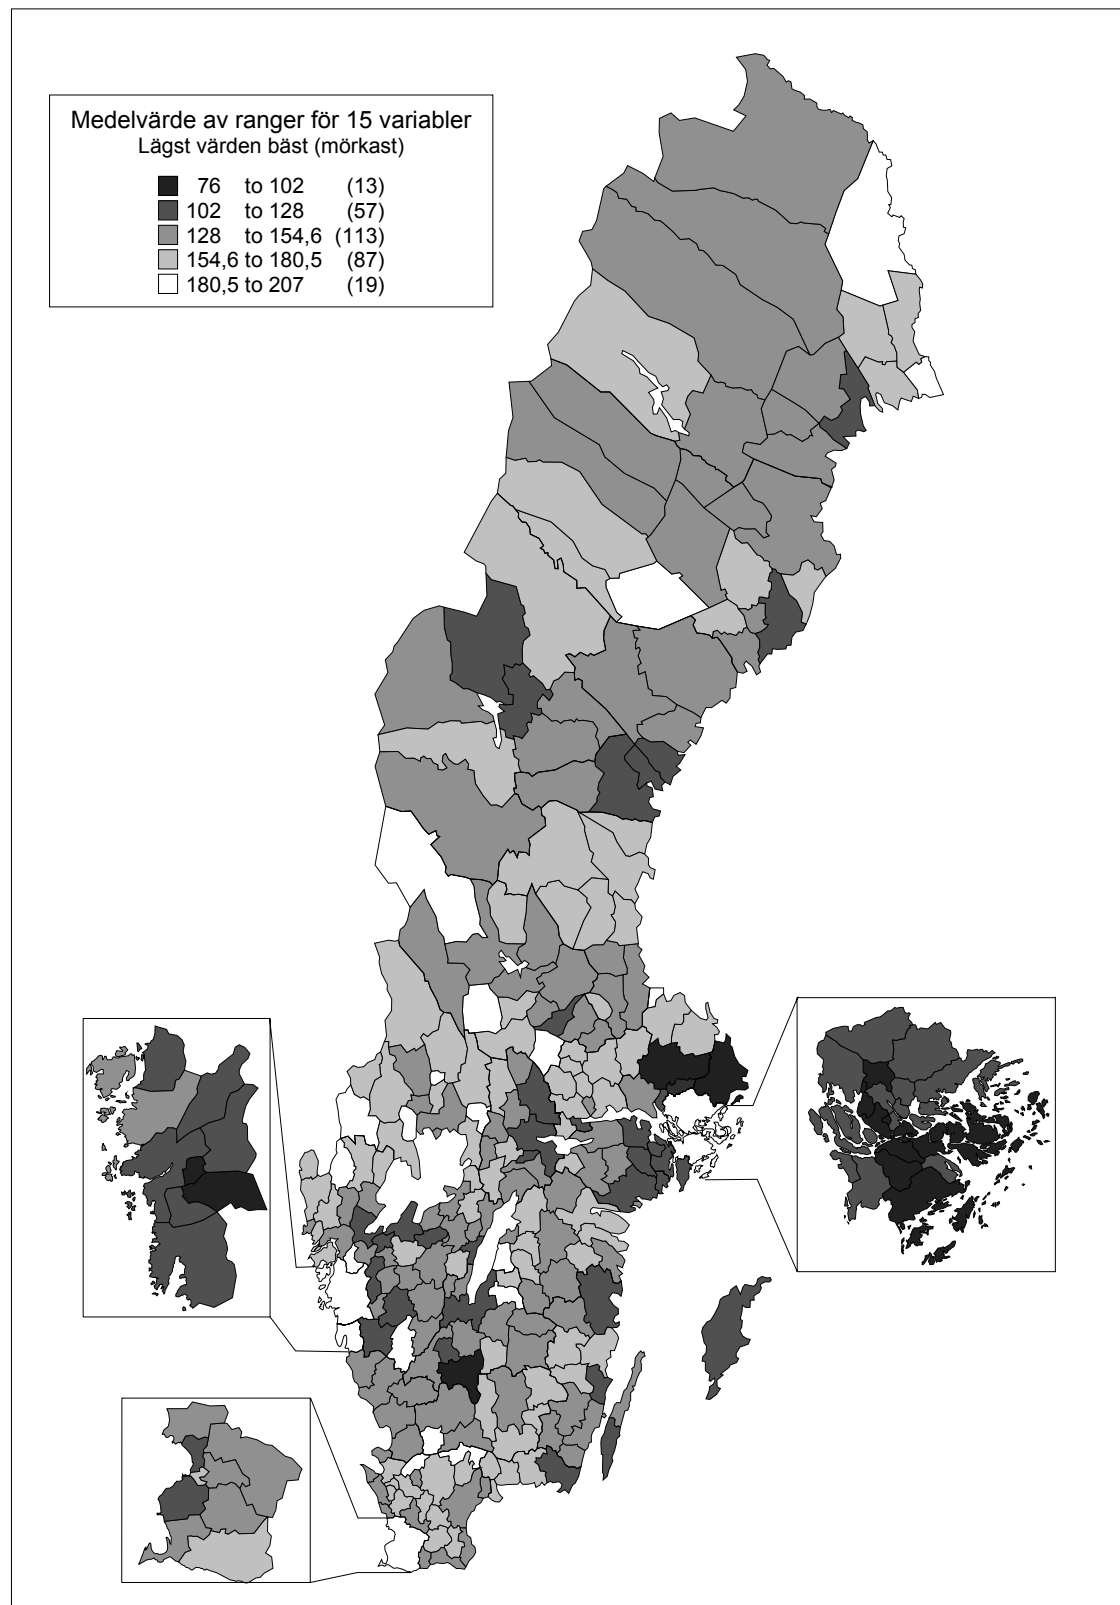 Medelvärde av ranger för 15 variabler
Lägst värden bäst (mörkast)
76 to 102 (13)
102 to 128 (57)
128 to 154,6 (113)
154,6 to 180,5 (87)
180,5 to 207 (19)